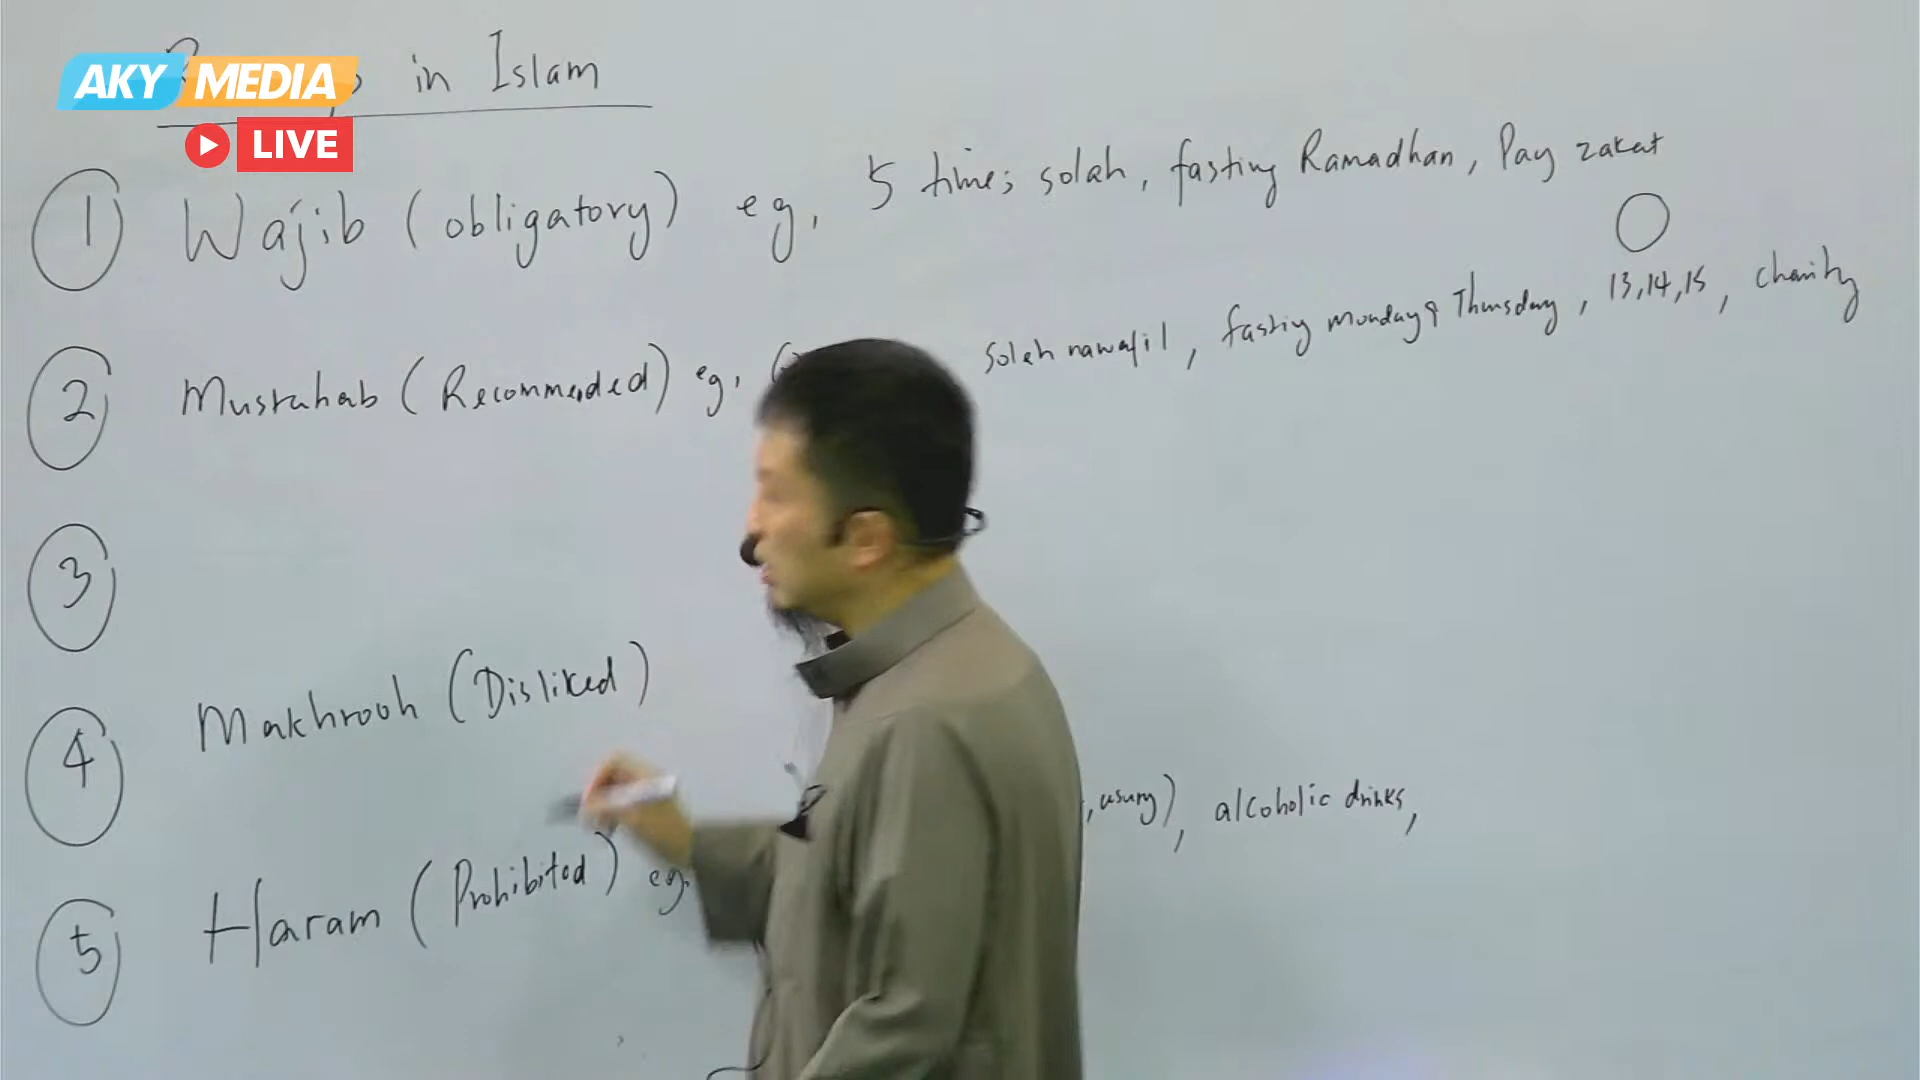 AKY MEDIA
LIVE
in Islam
1 Wajib (obligatory) eg, 5 times solah, fasting Ramadhan, Pay zakat
2 Mustahab (Recommended) eg, solah nawafil, fasting monday & Thursday, 13,14,15, charity
3
4 Makhrooh (Disliked)
5 Haram (Prohibited) eg. , usury), alcoholic drinks,